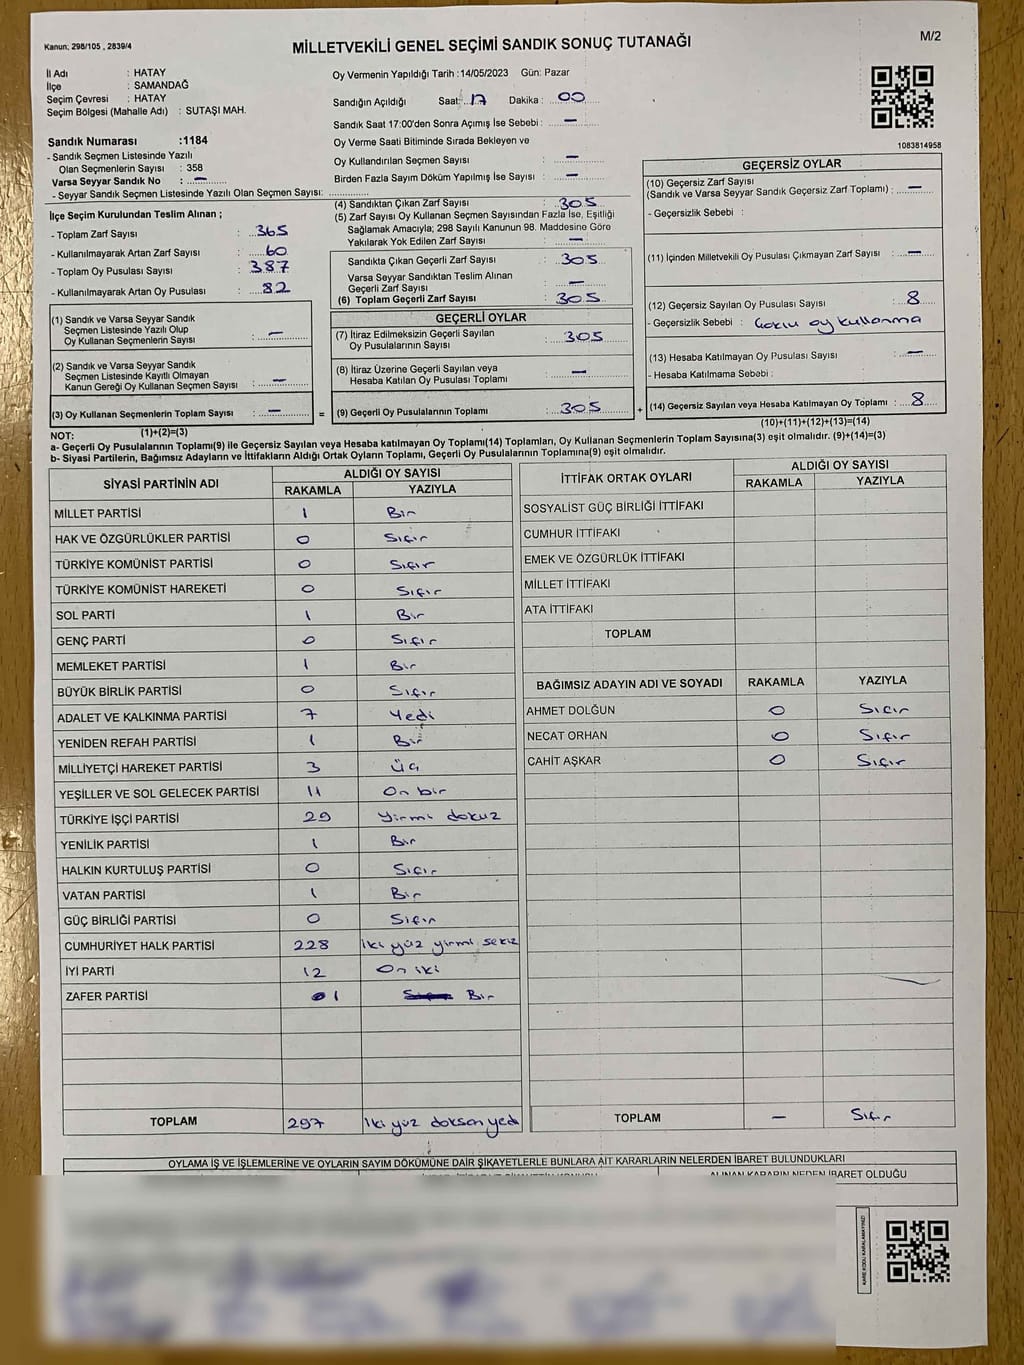 Kanun; 298/105 , 2839/4
MİLLETVEKİLİ GENEL SEÇİMİ SANDIK SONUÇ TUTANAĞI
M/2
İl Adı : HATAY
İlçe : SAMANDAĞ
Seçim Çevresi : HATAY
Seçim Bölgesi (Mahalle Adı) : SUTAŞI MAH.
Sandık Numarası :1184
- Sandık Seçmen Listesinde Yazılı
Olan Seçmenlerin Sayısı : 358
Varsa Seyyar Sandık No : —
- Seyyar Sandık Seçmen Listesinde Yazılı Olan Seçmen Sayısı:
Oy Vermenin Yapıldığı Tarih :14/05/2023 Gün: Pazar
Sandığın Açıldığı Saat: 17 Dakika : 00
Sandık Saat 17:00'den Sonra Açımış İse Sebebi : —
Oy Verme Saati Bitiminde Sırada Bekleyen ve
Oy Kullandırılan Seçmen Sayısı : —
Birden Fazla Sayım Döküm Yapılmış İse Sayısı : —
1083814958
İlçe Seçim Kurulundan Teslim Alınan ;
- Toplam Zarf Sayısı : 365
- Kullanılmayarak Artan Zarf Sayısı : 60
- Toplam Oy Pusulası Sayısı : 387
- Kullanılmayarak Artan Oy Pusulası : 82
(1) Sandık ve Varsa Seyyar Sandık
Seçmen Listesinde Yazılı Olup
Oy Kullanan Seçmenlerin Sayısı : —
(2) Sandık ve Varsa Seyyar Sandık
Seçmen Listesinde Kayıtlı Olmayan
Kanun Gereği Oy Kullanan Seçmen Sayısı : —
(3) Oy Kullanan Seçmenlerin Toplam Sayısı : —
(1)+(2)=(3)
(4) Sandıktan Çıkan Zarf Sayısı : 305
(5) Zarf Sayısı Oy Kullanan Seçmen Sayısından Fazla İse, Eşitliği
Sağlamak Amacıyla; 298 Sayılı Kanunun 98. Maddesine Göre
Yakılarak Yok Edilen Zarf Sayısı : —
Sandıkta Çıkan Geçerli Zarf Sayısı : 305
Varsa Seyyar Sandıktan Teslim Alınan
Geçerli Zarf Sayısı : —
(6) Toplam Geçerli Zarf Sayısı : 305
GEÇERLİ OYLAR
(7) İtiraz Edilmeksizin Geçerli Sayılan
Oy Pusulalarının Sayısı : 305
(8) İtiraz Üzerine Geçerli Sayılan veya
Hesaba Katılan Oy Pusulası Toplamı : —
= (9) Geçerli Oy Pusulalarının Toplamı : 305 +
GEÇERSİZ OYLAR
(10) Geçersiz Zarf Sayısı
(Sandık ve Varsa Seyyar Sandık Geçersiz Zarf Toplamı) : —
- Geçersizlik Sebebi :
(11) İçinden Milletvekili Oy Pusulası Çıkmayan Zarf Sayısı : —
(12) Geçersiz Sayılan Oy Pusulası Sayısı : 8
- Geçersizlik Sebebi : Çoklu oy kullanma
(13) Hesaba Katılmayan Oy Pusulası Sayısı : —
- Hesaba Katılmama Sebebi :
(14) Geçersiz Sayılan veya Hesaba Katılmayan Oy Toplamı : 8
(10)+(11)+(12)+(13)=(14)
NOT:
a- Geçerli Oy Pusulalarının Toplamı(9) ile Geçersiz Sayılan veya Hesaba katılmayan Oy Toplamı(14) Toplamları, Oy Kullanan Seçmenlerin Toplam Sayısına(3) eşit olmalıdır. (9)+(14)=(3)
b- Siyasi Partilerin, Bağımsız Adayların ve İttifakların Aldığı Ortak Oyların Toplamı, Geçerli Oy Pusulalarının Toplamına(9) eşit olmalıdır.
SİYASİ PARTİNİN ADI ALDIĞI OY SAYISI
RAKAMLA YAZIYLA
MİLLET PARTİSİ 1 Bir
HAK VE ÖZGÜRLÜKLER PARTİSİ 0 Sıfır
TÜRKİYE KOMÜNİST PARTİSİ 0 Sıfır
TÜRKİYE KOMÜNİST HAREKETİ 0 Sıfır
SOL PARTİ 1 Bir
GENÇ PARTİ 0 Sıfır
MEMLEKET PARTİSİ 1 Bir
BÜYÜK BİRLİK PARTİSİ 0 Sıfır
ADALET VE KALKINMA PARTİSİ 7 Yedi
YENİDEN REFAH PARTİSİ 1 Bir
MİLLİYETÇİ HAREKET PARTİSİ 3 Üç
YEŞİLLER VE SOL GELECEK PARTİSİ 11 On bir
TÜRKİYE İŞÇİ PARTİSİ 29 Yirmi dokuz
YENİLİK PARTİSİ 1 Bir
HALKIN KURTULUŞ PARTİSİ 0 Sıfır
VATAN PARTİSİ 1 Bir
GÜÇ BİRLİĞİ PARTİSİ 0 Sıfır
CUMHURİYET HALK PARTİSİ 228 İki yüz yirmi sekiz
İYİ PARTİ 12 On iki
ZAFER PARTİSİ 1 Bir
TOPLAM 297 İki yüz doksan yedi
İTTİFAK ORTAK OYLARI ALDIĞI OY SAYISI
RAKAMLA YAZIYLA
SOSYALİST GÜÇ BİRLİĞİ İTTİFAKI
CUMHUR İTTİFAKI
EMEK VE ÖZGÜRLÜK İTTİFAKI
MİLLET İTTİFAKI
ATA İTTİFAKI
TOPLAM
BAĞIMSIZ ADAYIN ADI VE SOYADI RAKAMLA YAZIYLA
AHMET DOLĞUN 0 Sıfır
NECAT ORHAN 0 Sıfır
CAHİT AŞKAR 0 Sıfır
TOPLAM — Sıfır
OYLAMA İŞ VE İŞLEMLERİNE VE OYLARIN SAYIM DÖKÜMÜNE DAİR ŞİKAYETLERLE BUNLARA AİT KARARLARIN NELERDEN İBARET BULUNDUKLARI
ALINAN KARARIN NEDEN İBARET OLDUĞU
KARE KODU KARALAMAYINIZ!